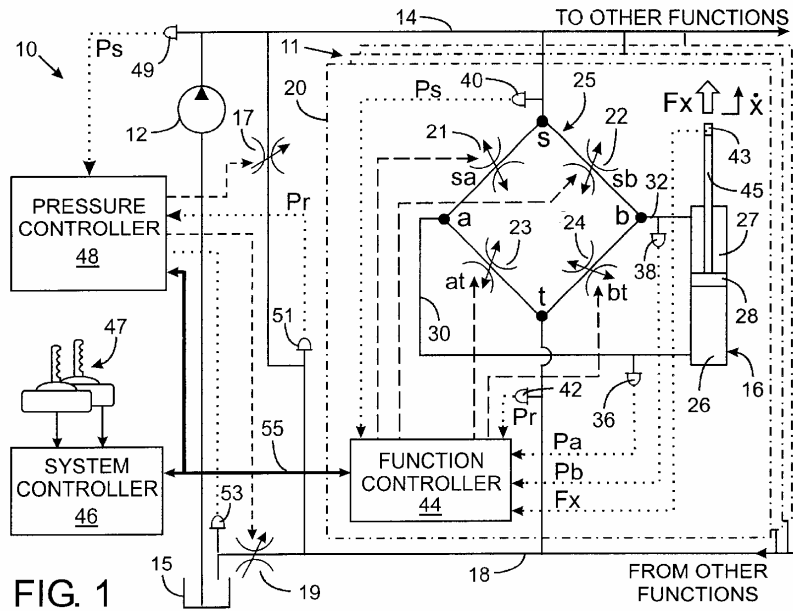 14
TO OTHER FUNCTIONS
Ps
49
10
11
20
40
25
Fx
ẋ
Ps
s
12
17
21
22
43
sa
sb
45
32
PRESSURE
CONTROLLER
48
Pr
a
b
27
23
24
38
at
bt
28
t
47
51
30
16
42
36
26
Pr
55
Pa
SYSTEM
CONTROLLER
46
FUNCTION
CONTROLLER
44
Pb
Fx
53
15
19
18
FROM OTHER
FUNCTIONS
FIG. 1